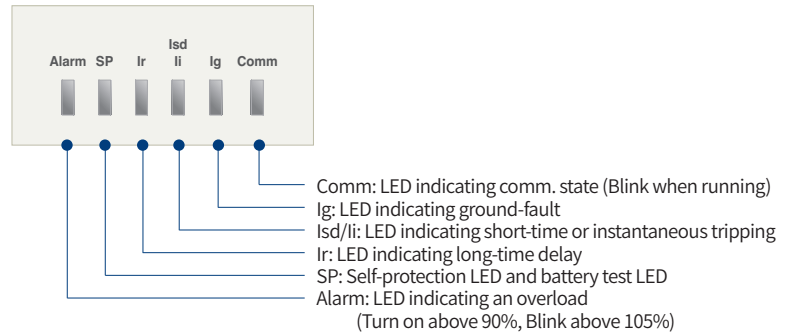 Isd
Alarm SP Ir Ii Ig Comm
Comm: LED indicating comm. state (Blink when running)
Ig: LED indicating ground-fault
Isd/Ii: LED indicating short-time or instantaneous tripping
Ir: LED indicating long-time delay
SP: Self-protection LED and battery test LED
Alarm: LED indicating an overload
(Turn on above 90%, Blink above 105%)